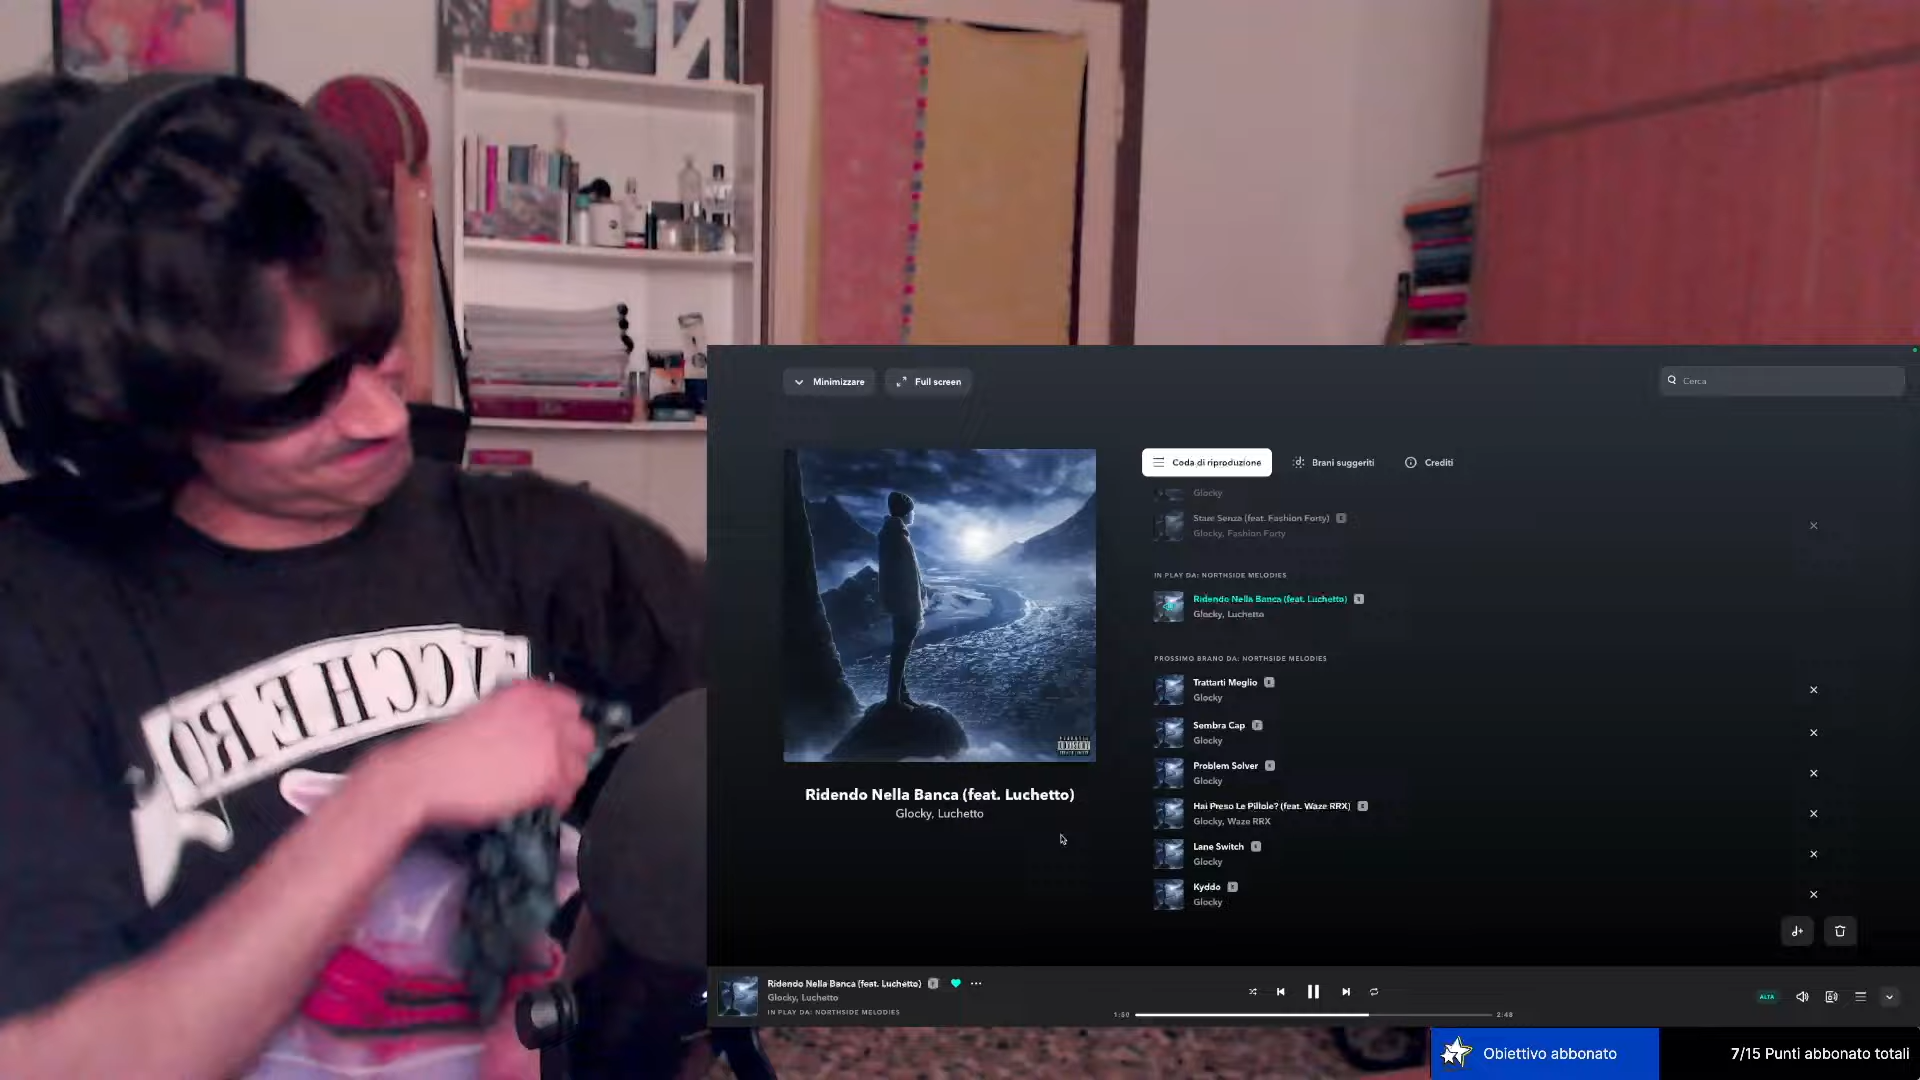 Minimizzare
Full screen
Cerca
Coda di riproduzione
Brani suggeriti
Crediti
Glocky
Stare Senza (feat. Fashion Forty) E
Glocky, Fashion Forty
IN PLAY DA: NORTHSIDE MELODIES
Ridendo Nella Banca (feat. Luchetto) E
Glocky, Luchetto
PROSSIMO BRANO DA: NORTHSIDE MELODIES
Trattarti Meglio E
Glocky
Sembra Cap E
Glocky
Problem Solver E
Glocky
Hai Preso Le Pillole? (feat. Waze RRX) E
Glocky, Waze RRX
Lane Switch E
Glocky
Kyddo E
Glocky
Ridendo Nella Banca (feat. Luchetto)
Glocky, Luchetto
Ridendo Nella Banca (feat. Luchetto) E
Glocky, Luchetto
IN PLAY DA: NORTHSIDE MELODIES
1:50
2:48
ALTA
Obiettivo abbonato
7/15 Punti abbonato totali